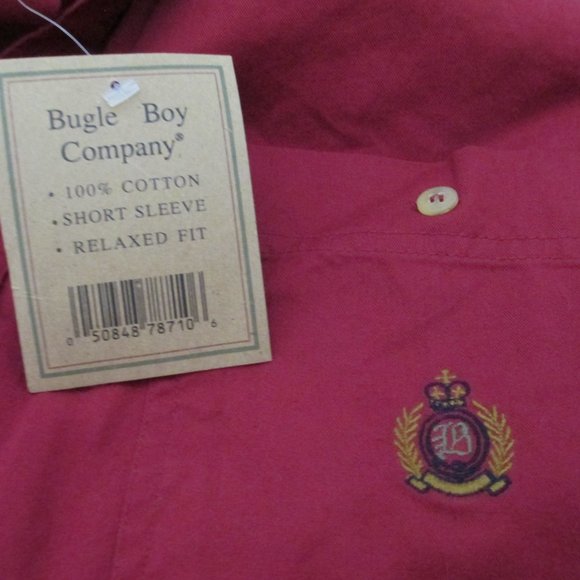 Bugle Boy
Company®
• 100% COTTON
• SHORT SLEEVE
• RELAXED FIT
0 50848 78710 6
B